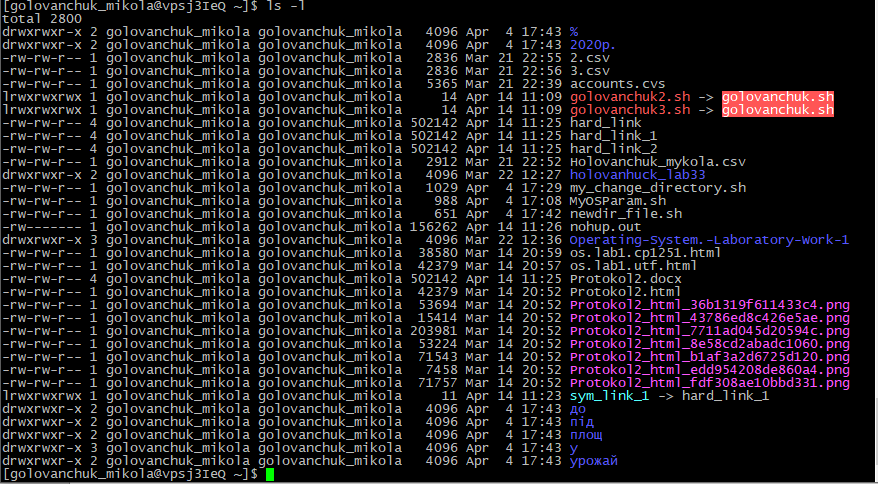 [golovanchuk_mikola@vpsj3IeQ ~]$ ls -l
total 2800
drwxrwxr-x 2 golovanchuk_mikola golovanchuk_mikola   4096 Apr  4 17:43 %
drwxrwxr-x 2 golovanchuk_mikola golovanchuk_mikola   4096 Apr  4 17:43 2020р.
-rw-rw-r-- 1 golovanchuk_mikola golovanchuk_mikola   2836 Mar 21 22:55 2.csv
-rw-rw-r-- 1 golovanchuk_mikola golovanchuk_mikola   2836 Mar 21 22:56 3.csv
-rw-rw-r-- 1 golovanchuk_mikola golovanchuk_mikola   5365 Mar 21 22:39 accounts.cvs
lrwxrwxrwx 1 golovanchuk_mikola golovanchuk_mikola     14 Apr 14 11:09 golovanchuk2.sh -> golovanchuk.sh
lrwxrwxrwx 1 golovanchuk_mikola golovanchuk_mikola     14 Apr 14 11:09 golovanchuk3.sh -> golovanchuk.sh
-rw-rw-r-- 4 golovanchuk_mikola golovanchuk_mikola 502142 Apr 14 11:25 hard_link
-rw-rw-r-- 4 golovanchuk_mikola golovanchuk_mikola 502142 Apr 14 11:25 hard_link_1
-rw-rw-r-- 4 golovanchuk_mikola golovanchuk_mikola 502142 Apr 14 11:25 hard_link_2
-rw-rw-r-- 1 golovanchuk_mikola golovanchuk_mikola   2912 Mar 21 22:52 Holovanchuk_mykola.csv
drwxrwxr-x 2 golovanchuk_mikola golovanchuk_mikola   4096 Mar 22 12:27 holovanhuck_lab33
-rw-rw-r-- 1 golovanchuk_mikola golovanchuk_mikola   1029 Apr  4 17:29 my_change_directory.sh
-rw-rw-r-- 1 golovanchuk_mikola golovanchuk_mikola    988 Apr  4 17:08 MyOSParam.sh
-rw-rw-r-- 1 golovanchuk_mikola golovanchuk_mikola    651 Apr  4 17:42 newdir_file.sh
-rw------- 1 golovanchuk_mikola golovanchuk_mikola 156262 Apr 14 11:26 nohup.out
drwxrwxr-x 3 golovanchuk_mikola golovanchuk_mikola   4096 Mar 22 12:36 Operating-System.-Laboratory-Work-1
-rw-rw-r-- 1 golovanchuk_mikola golovanchuk_mikola  38580 Mar 14 20:59 os.lab1.cp1251.html
-rw-rw-r-- 1 golovanchuk_mikola golovanchuk_mikola  42379 Mar 14 20:57 os.lab1.utf.html
-rw-rw-r-- 4 golovanchuk_mikola golovanchuk_mikola 502142 Apr 14 11:25 Protokol2.docx
-rw-rw-r-- 1 golovanchuk_mikola golovanchuk_mikola  42379 Mar 14 20:52 Protokol2.html
-rw-rw-r-- 1 golovanchuk_mikola golovanchuk_mikola  53694 Mar 14 20:52 Protokol2_html_36b1319f611433c4.png
-rw-rw-r-- 1 golovanchuk_mikola golovanchuk_mikola  15414 Mar 14 20:52 Protokol2_html_43786ed8c426e5ae.png
-rw-rw-r-- 1 golovanchuk_mikola golovanchuk_mikola 203981 Mar 14 20:52 Protokol2_html_7711ad045d20594c.png
-rw-rw-r-- 1 golovanchuk_mikola golovanchuk_mikola  53224 Mar 14 20:52 Protokol2_html_8e58cd2abadc1060.png
-rw-rw-r-- 1 golovanchuk_mikola golovanchuk_mikola  71543 Mar 14 20:52 Protokol2_html_b1af3a2d6725d120.png
-rw-rw-r-- 1 golovanchuk_mikola golovanchuk_mikola   7458 Mar 14 20:52 Protokol2_html_edd954208de860a4.png
-rw-rw-r-- 1 golovanchuk_mikola golovanchuk_mikola  71757 Mar 14 20:52 Protokol2_html_fdf308ae10bbd331.png
lrwxrwxrwx 1 golovanchuk_mikola golovanchuk_mikola     11 Apr 14 11:23 sym_link_1 -> hard_link_1
drwxrwxr-x 2 golovanchuk_mikola golovanchuk_mikola   4096 Apr  4 17:43 до
drwxrwxr-x 2 golovanchuk_mikola golovanchuk_mikola   4096 Apr  4 17:43 під
drwxrwxr-x 2 golovanchuk_mikola golovanchuk_mikola   4096 Apr  4 17:43 площ
drwxrwxr-x 3 golovanchuk_mikola golovanchuk_mikola   4096 Apr  4 17:43 у
drwxrwxr-x 2 golovanchuk_mikola golovanchuk_mikola   4096 Apr  4 17:43 урожай
[golovanchuk_mikola@vpsj3IeQ ~]$